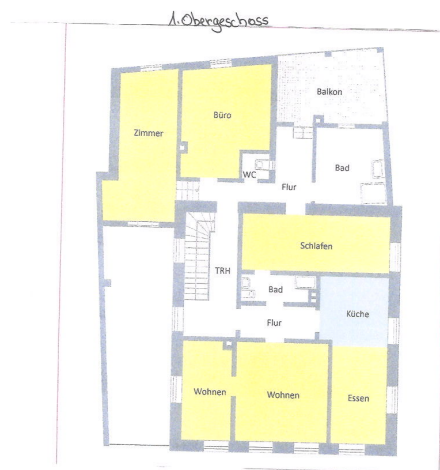 1. Obergeschoss
Balkon
Büro
Zimmer
Bad
WC
Flur
Schlafen
TRH
Bad
Küche
Flur
Wohnen
Wohnen
Essen